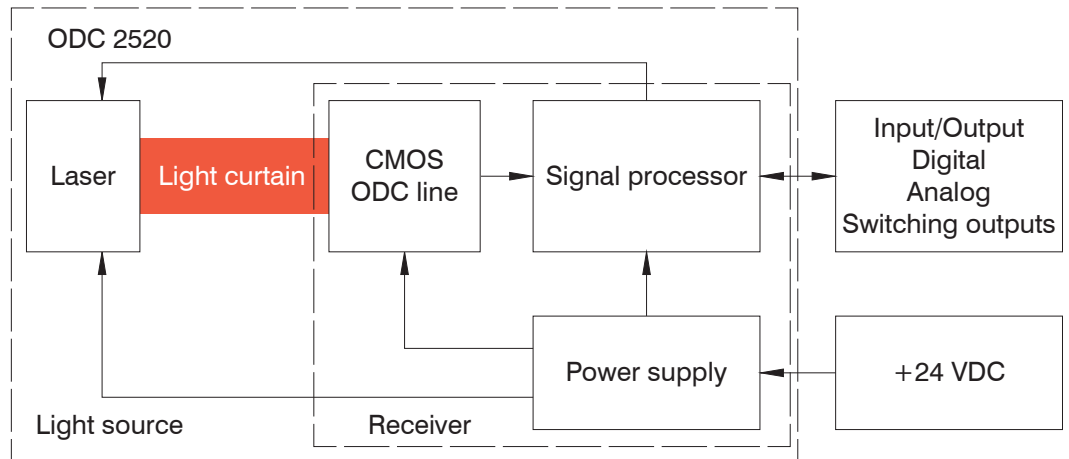 ODC 2520
Laser
Light curtain
CMOS
ODC line
Signal processor
Input/Output
Digital
Analog
Switching outputs
Power supply
+24 VDC
Light source
Receiver